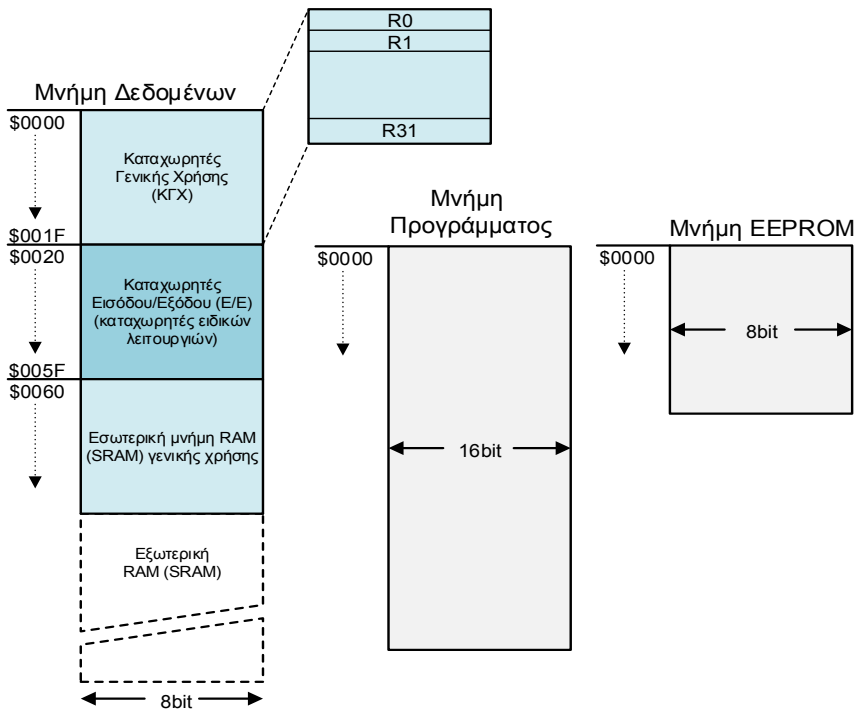 R0
R1
R31
Μνήμη Δεδομένων
$0000
Καταχωρητές
Γενικής Χρήσης
(ΚΓΧ)
$001F
$0020
Καταχωρητές
Εισόδου/Εξόδου (Ε/Ε)
(καταχωρητές ειδικών
λειτουργιών)
$005F
$0060
Εσωτερική μνήμη RAM
(SRAM) γενικής χρήσης
Εξωτερική
RAM (SRAM)
8bit
Μνήμη
Προγράμματος
$0000
16bit
Μνήμη EEPROM
$0000
8bit